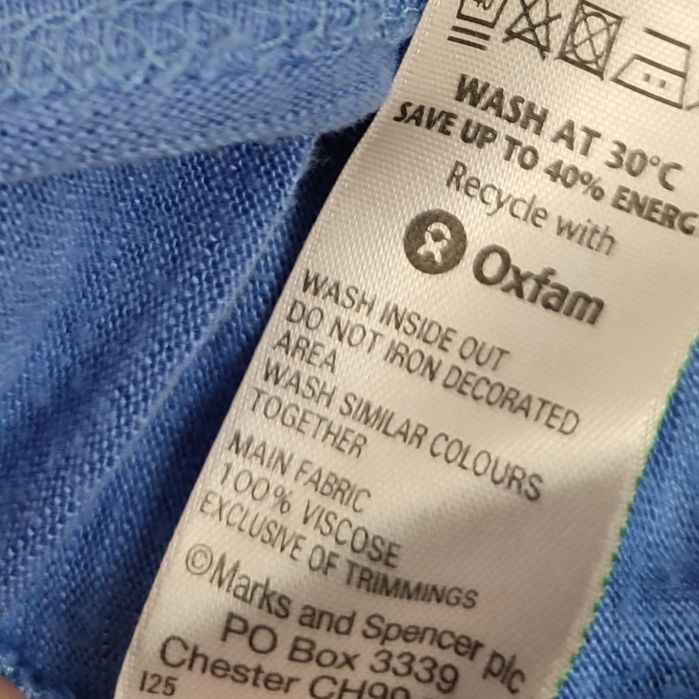 WASH AT 30°C
SAVE UP TO 40% ENERG
Recycle with
Oxfam
WASH INSIDE OUT
DO NOT IRON DECORATED
AREA
WASH SIMILAR COLOURS
TOGETHER
MAIN FABRIC
100% VISCOSE
EXCLUSIVE OF TRIMMINGS
©Marks and Spencer plc
PO Box 3339
Chester CH99
125